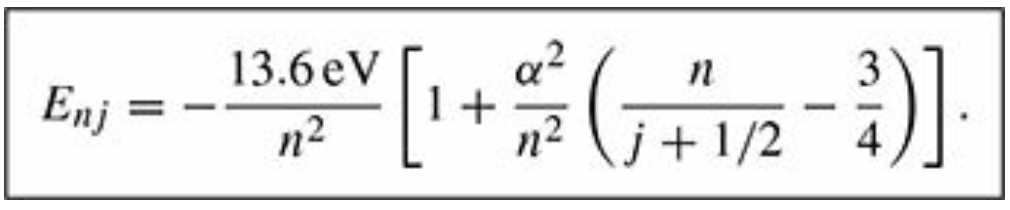 $$E_{nj} = -\frac{13.6\,\mathrm{eV}}{n^2}\left[1 + \frac{\alpha^2}{n^2}\left(\frac{n}{j + 1/2} - \frac{3}{4}\right)\right].$$